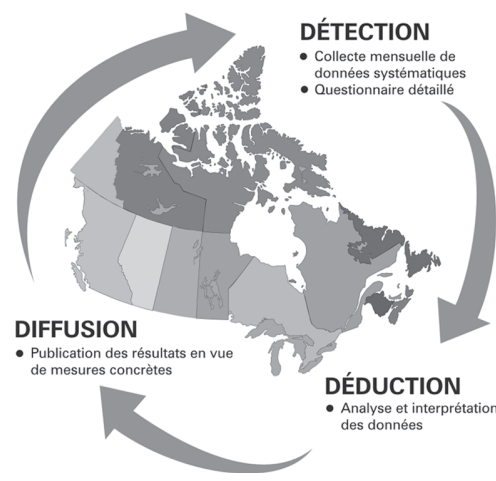 DÉTECTION
● Collecte mensuelle de
données systématiques
● Questionnaire détaillé
DÉDUCTION
● Analyse et interprétation
des données
DIFFUSION
● Publication des résultats en vue
de mesures concrètes